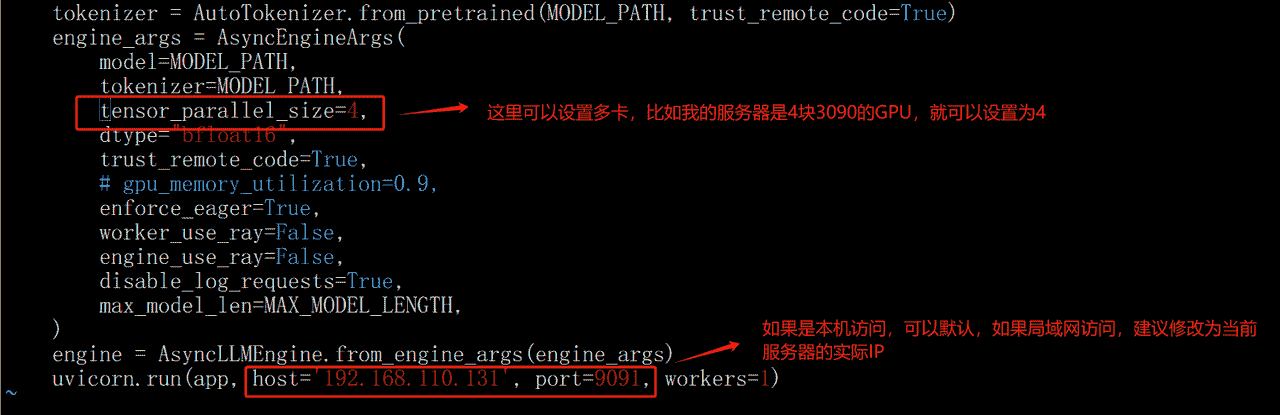 tokenizer = AutoTokenizer.from_pretrained(MODEL_PATH, trust_remote_code=True)
engine_args = AsyncEngineArgs(
model=MODEL_PATH,
tokenizer=MODEL_PATH,
tensor_parallel_size=4,
这里可以设置多卡，比如我的服务器是4块3090的GPU，就可以设置为4
dtype="bfloat16",
trust_remote_code=True,
# gpu_memory_utilization=0.9,
enforce_eager=True,
worker_use_ray=False,
engine_use_ray=False,
disable_log_requests=True,
max_model_len=MAX_MODEL_LENGTH,
)
如果是本机访问，可以默认，如果局域网访问，建议修改为当前
服务器的实际IP
engine = AsyncLLMEngine.from_engine_args(engine_args)
uvicorn.run(app, host='192.168.110.131', port=9091, workers=1)
~